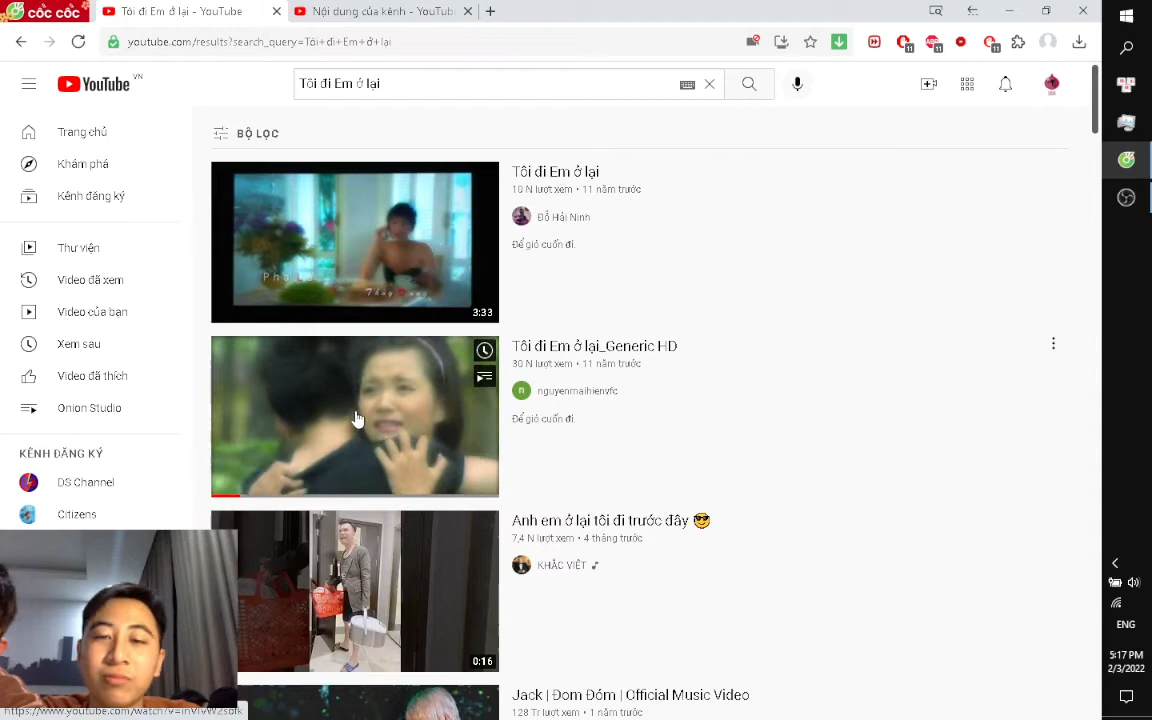 cốc cốc
Tôi đi Em ở lại - YouTube
Nội dung của kênh - YouTub
youtube.com/results?search_query=Tôi+đi+Em+ở+lại
11
11
11
YouTube VN
Tôi đi Em ở lại
Trang chủ
Khám phá
Kênh đăng ký
Thư viện
Video đã xem
Video của bạn
Xem sau
Video đã thích
Onion Studio
KÊNH ĐĂNG KÝ
DS Channel
Citizens
BỘ LỌC
3:33
Tôi đi Em ở lại
10 N lượt xem • 11 năm trước
Đỗ Hải Ninh
Để gió cuốn đi.
Tôi đi Em ở lại_Generic HD
30 N lượt xem • 11 năm trước
n
nguyenmaihienvfc
Để gió cuốn đi.
0:16
Anh em ở lại tôi đi trước đây 😎
7,4 N lượt xem • 4 tháng trước
KHẮC VIỆT ♪
Jack | Đom Đóm | Official Music Video
128 Tr lượt xem • 1 năm trước
ENG
5:17 PM
2/3/2022